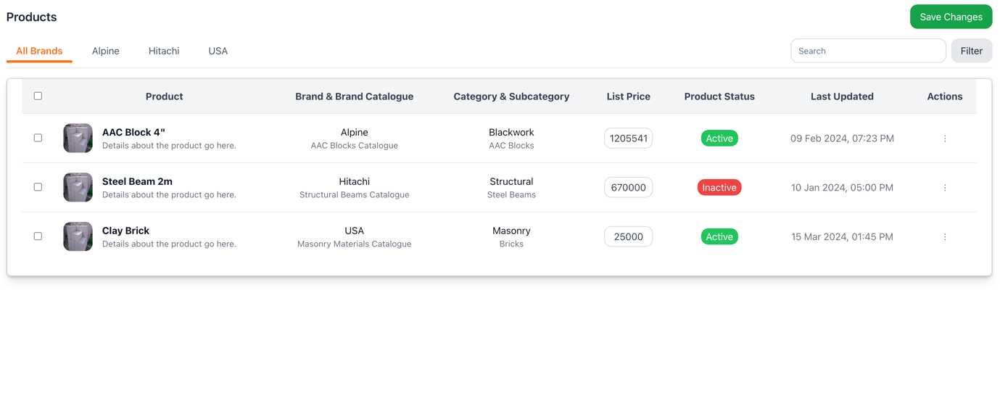 Products
Save Changes
All Brands Alpine Hitachi USA Search Filter
Product Brand & Brand Catalogue Category & Subcategory List Price Product Status Last Updated Actions
AAC Block 4" Alpine Blackwork 1205541 Active 09 Feb 2024, 07:23 PM
Details about the product go here. AAC Blocks Catalogue AAC Blocks
Steel Beam 2m Hitachi Structural 670000 Inactive 10 Jan 2024, 05:00 PM
Details about the product go here. Structural Beams Catalogue Steel Beams
Clay Brick USA Masonry 25000 Active 15 Mar 2024, 01:45 PM
Details about the product go here. Masonry Materials Catalogue Bricks